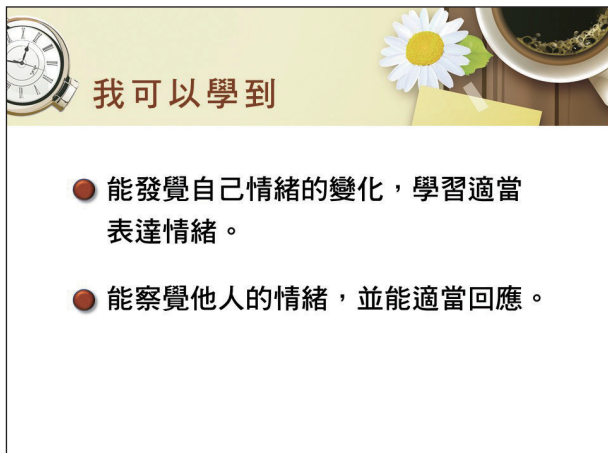 我可以學到
能發覺自己情緒的變化，學習適當
表達情緒。
能察覺他人的情緒，並能適當回應。